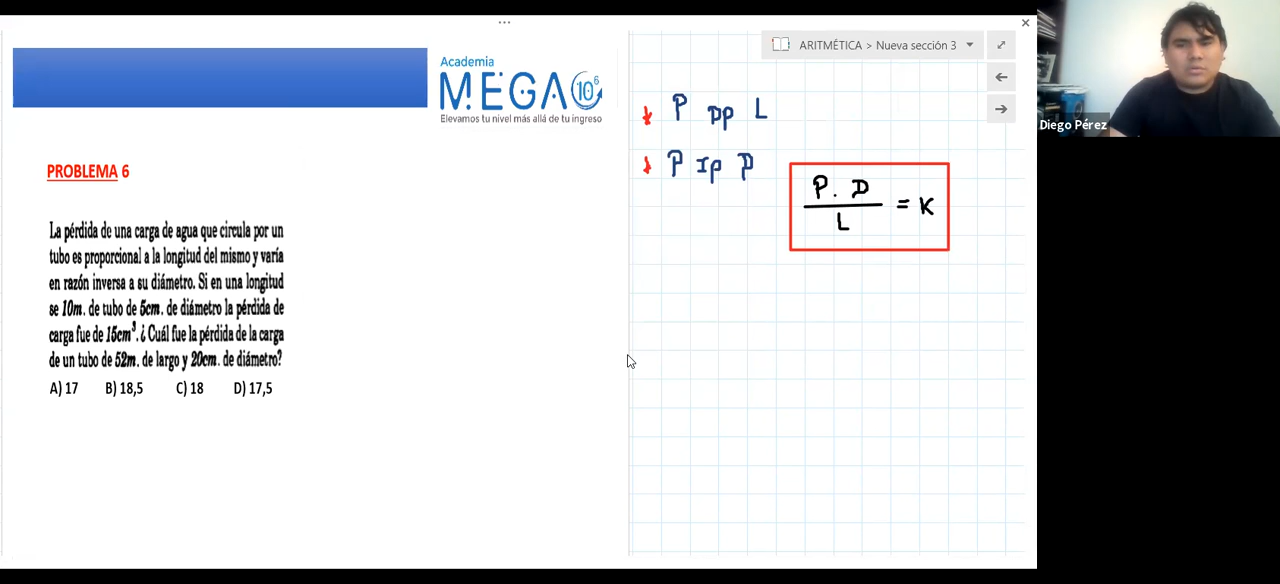 ARITMÉTICA > Nueva sección 3
Academia
MEGA 10⁶
Elevamos tu nivel más allá de tu ingreso
Diego Pérez
PROBLEMA 6
La pérdida de una carga de agua que circula por un
tubo es proporcional a la longitud del mismo y varía
en razón inversa a su diámetro. Si en una longitud
se 10m. de tubo de 5cm. de diámetro la pérdida de
carga fue de 15cm³. ¿Cuál fue la pérdida de la carga
de un tubo de 52m. de largo y 20cm. de diámetro?
A) 17 B) 18,5 C) 18 D) 17,5
P DP L
P IP D
P. D
L
= K